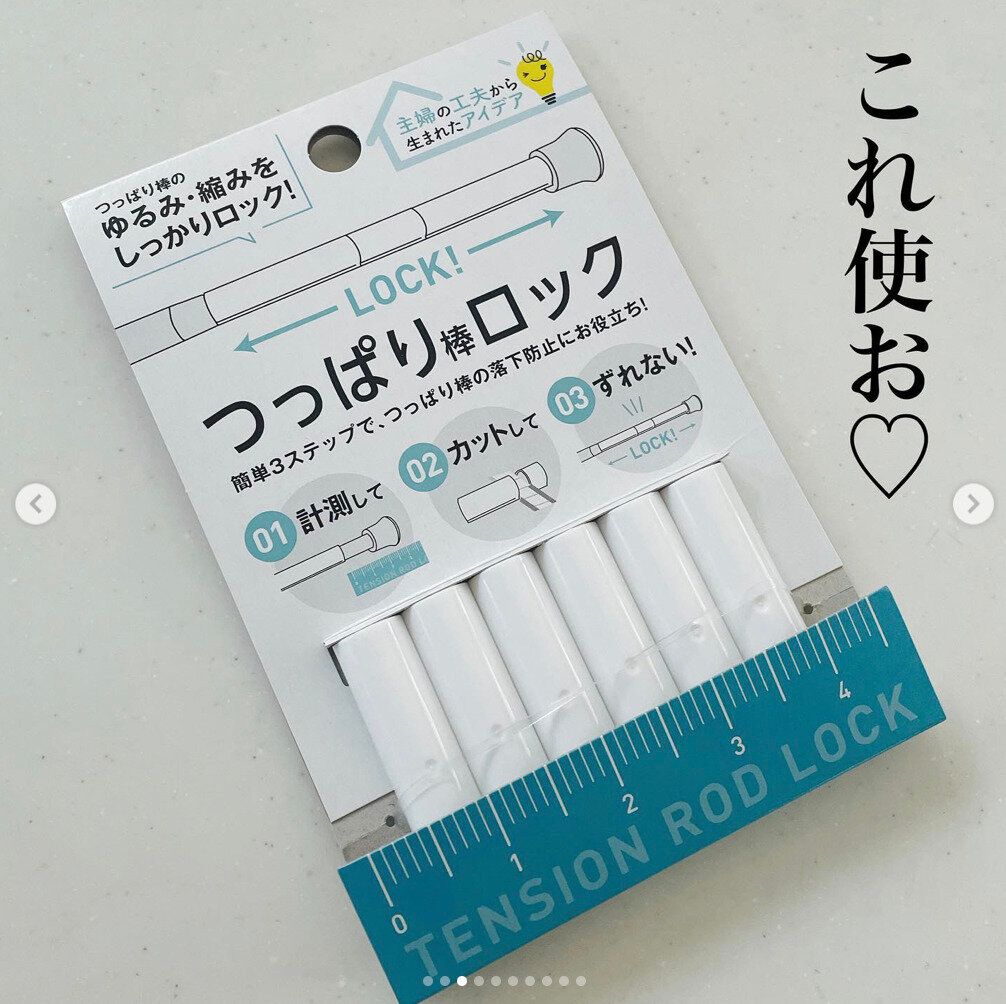 これ使お♡
主婦の工夫から
生まれたアイデア
つっぱり棒の
ゆるみ・縮みを
しっかりロック!
LOCK!
つっぱり棒ロック
簡単3ステップで、つっぱり棒の落下防止にお役立ち!
01 計測して
TENSION ROD L
02 カットして
03 ずれない!
LOCK!
0 1 2 3 4
TENSION ROD LOCK